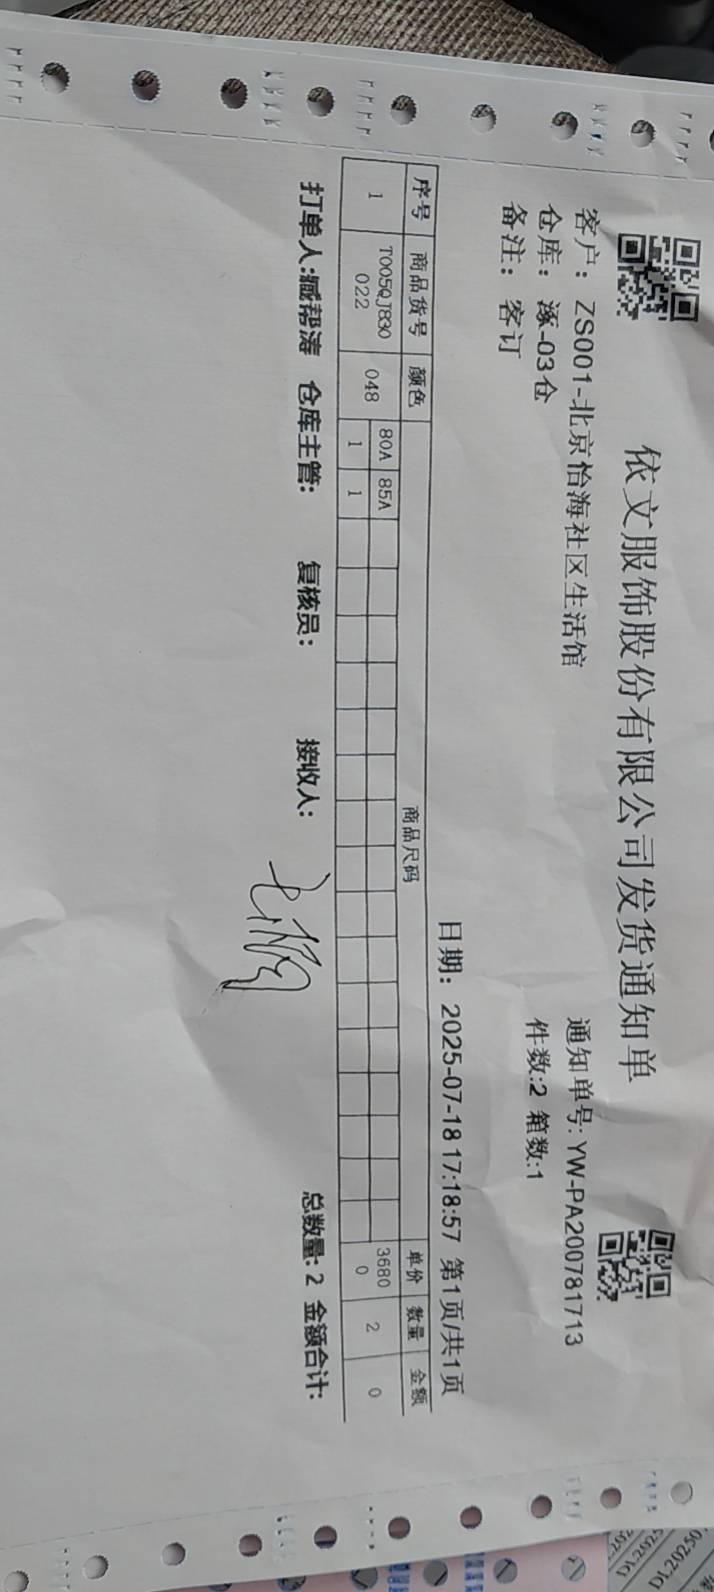 依文服饰股份有限公司发货通知单
客户：ZS001-北京怡海社区生活馆
通知单号: YW-PA200781713
仓库：涿-03仓
件数:2 箱数:1
备注：客订
日期：2025-07-18 17:18:57 第1页/共1页
序号 商品货号 颜色 商品尺码 单价 数量 金额
1 T005QJ830022 048 80A 85A 36800 2 0
1 1
打单人:臧帮涛 仓库主管： 复核员： 接收人： 总数量: 2 金额合计: